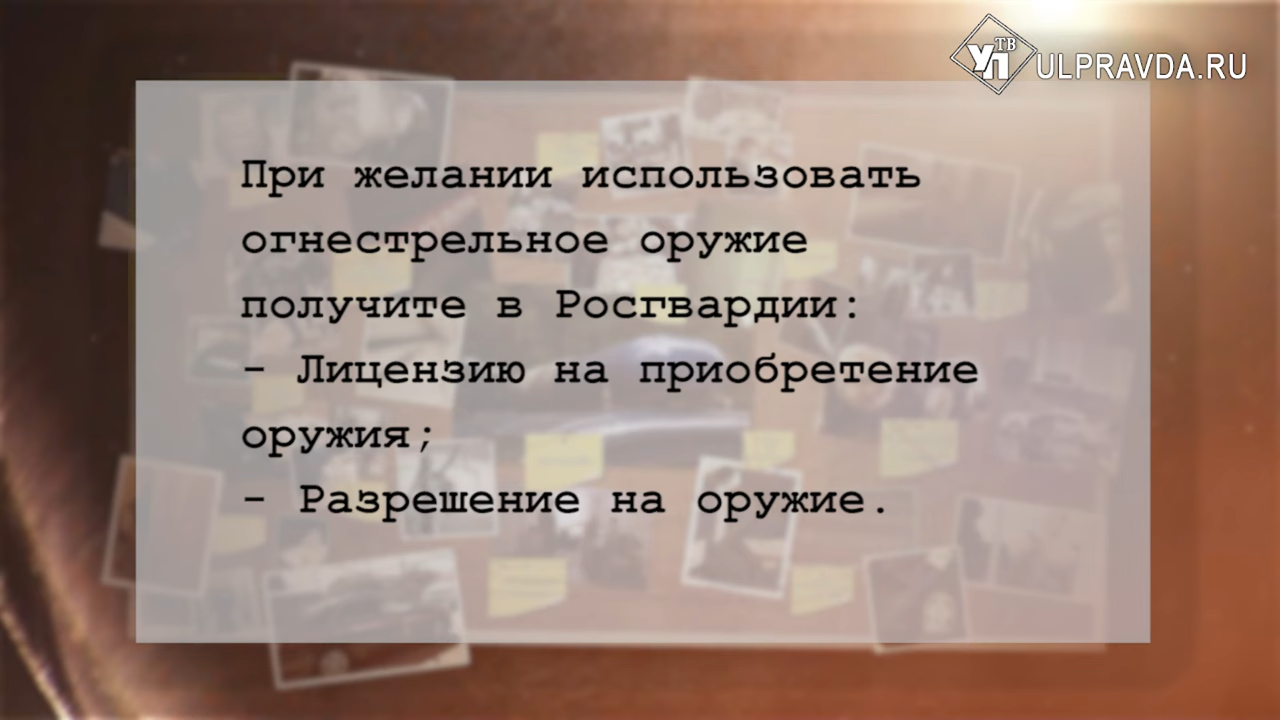 ТВ
УП
ULPRAVDA.RU
При желании использовать
огнестрельное оружие
получите в Росгвардии:
- Лицензию на приобретение
оружия;
- Разрешение на оружие.